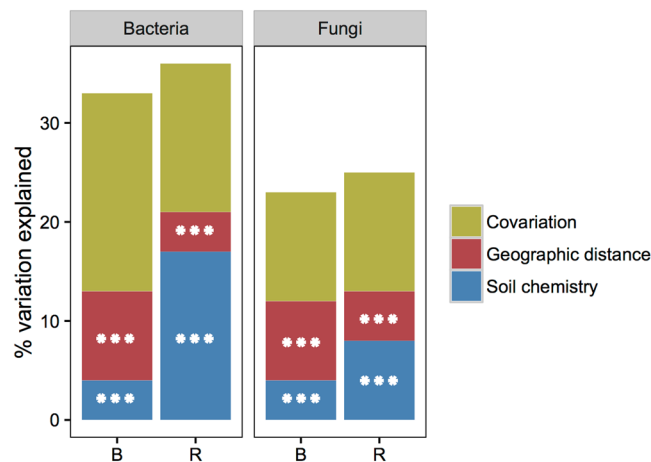 Bacteria
Fungi
% variation explained
30
20
10
0
***
***
***
***
***
***
***
***
B
R
B
R
Covariation
Geographic distance
Soil chemistry